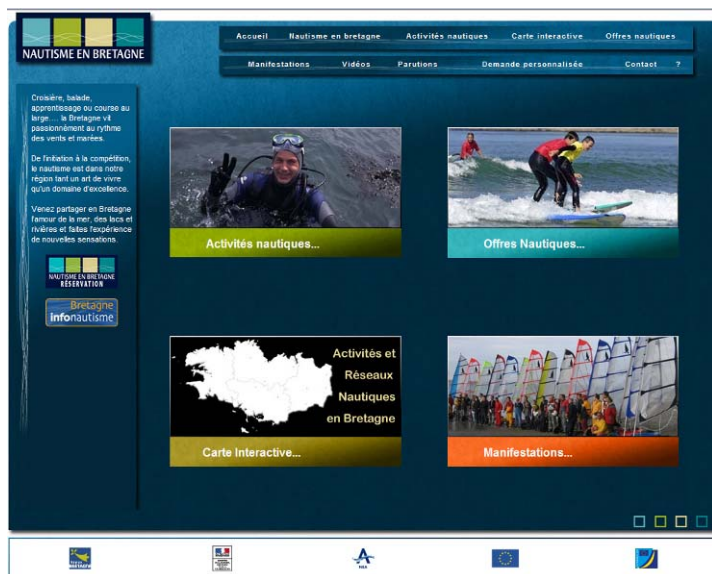 NAUTISME EN BRETAGNE
Accueil Nautisme en bretagne Activités nautiques Carte interactive Offres nautiques
Manifestations Vidéos Parutions Demande personnalisée Contact ?
Croisière, balade,
apprentissage ou course au
large.... la Bretagne vit
passionnément au rythme
des vents et marées.
De l'initiation à la compétition,
le nautisme est dans notre
région tant un art de vivre
qu'un domaine d'excellence.
Venez partager en Bretagne
l'amour de la mer, des lacs et
rivières et faites l'expérience
de nouvelles sensations.
NAUTISME EN BRETAGNE
RÉSERVATION
Bretagne
infonautisme
Activités nautiques...
Offres Nautiques...
Activités et
Réseaux
Nautiques
en Bretagne
Carte Interactive...
Manifestations...
BRETAGNE